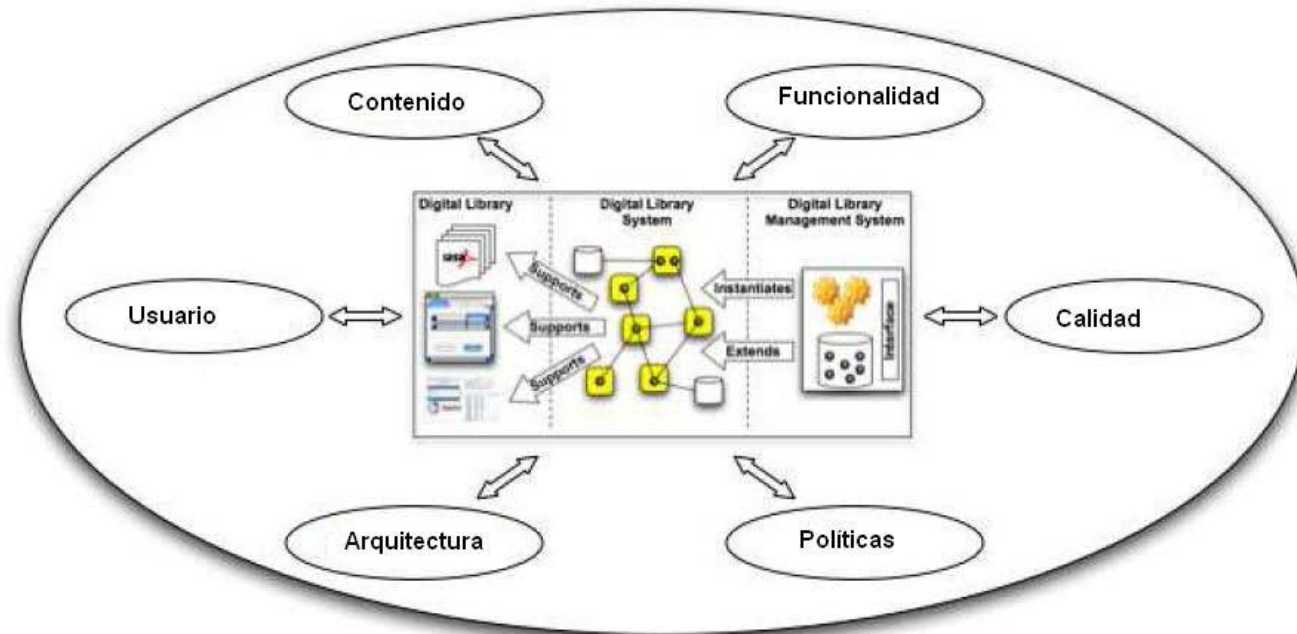 Contenido
Funcionalidad
Digital Library
Digital Library
System
Digital Library
Management System
Supports
Instantiates
Usuario
Supports
Interface
Calidad
Extends
Supports
Arquitectura
Políticas